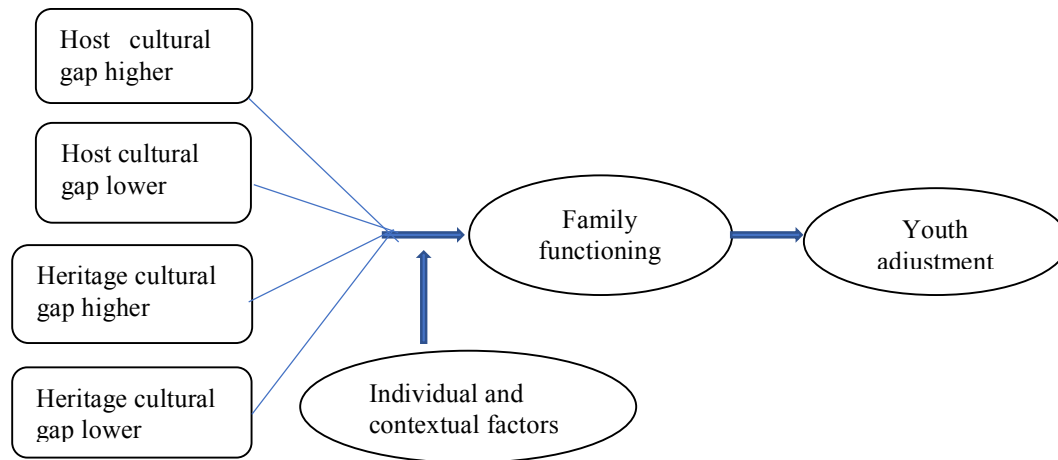 Host cultural
gap higher
Host cultural
gap lower
Heritage cultural
gap higher
Heritage cultural
gap lower
Family
functioning
Youth
adjustment
Individual and
contextual factors